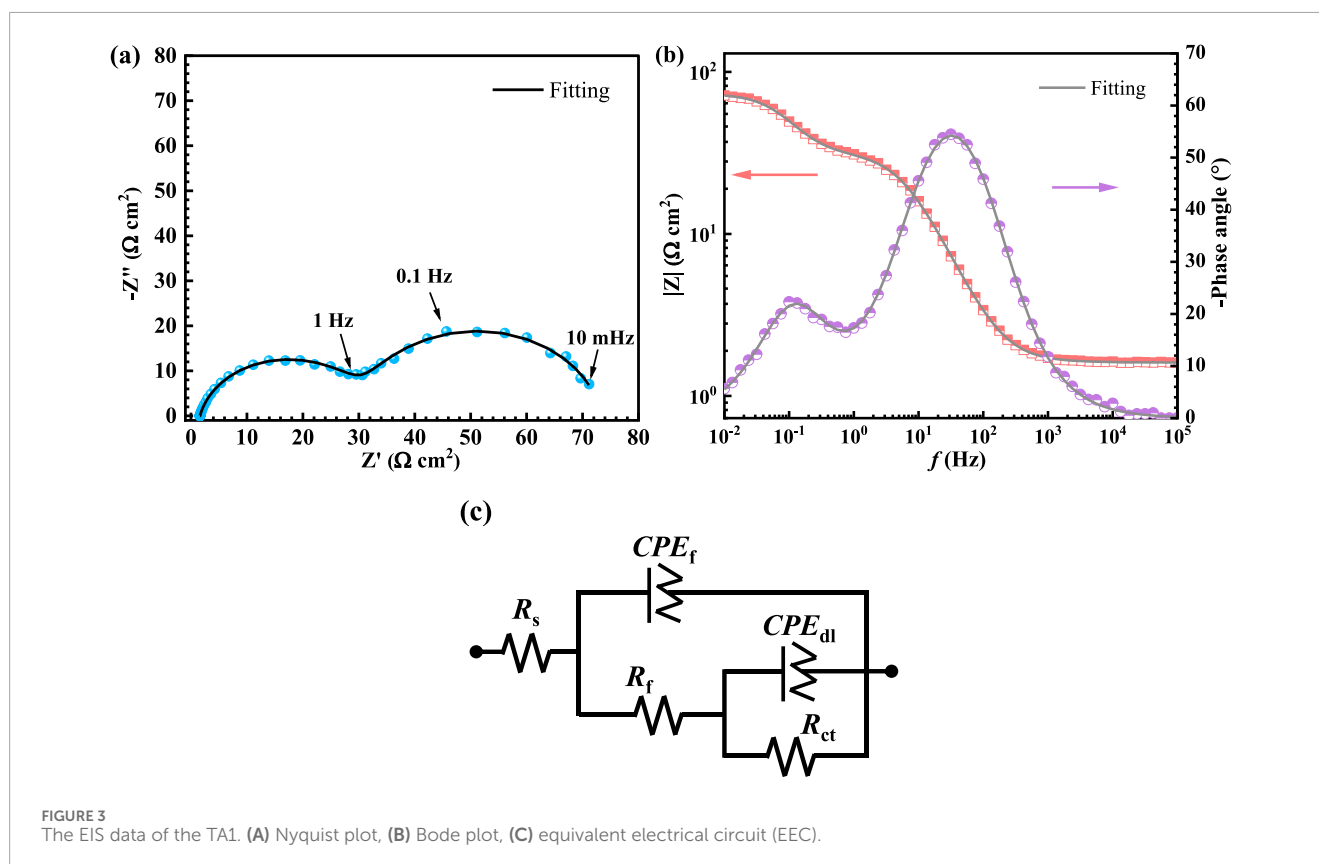 (a)
80
70
60
50
40
30
20
10
0
-Z'' (Ω cm²)
Fitting
0.1 Hz
1 Hz
10 mHz
0 10 20 30 40 50 60 70 80
Z' (Ω cm²)
(b)
10²
10¹
10⁰
|Z| (Ω cm²)
Fitting
70
60
50
40
30
20
10
0
-Phase angle (°)
10⁻² 10⁻¹ 10⁰ 10¹ 10² 10³ 10⁴ 10⁵
f (Hz)
(c)
CPEf
Rs
CPEdl
Rf
Rct
FIGURE 3
The EIS data of the TA1. (A) Nyquist plot, (B) Bode plot, (C) equivalent electrical circuit (EEC).